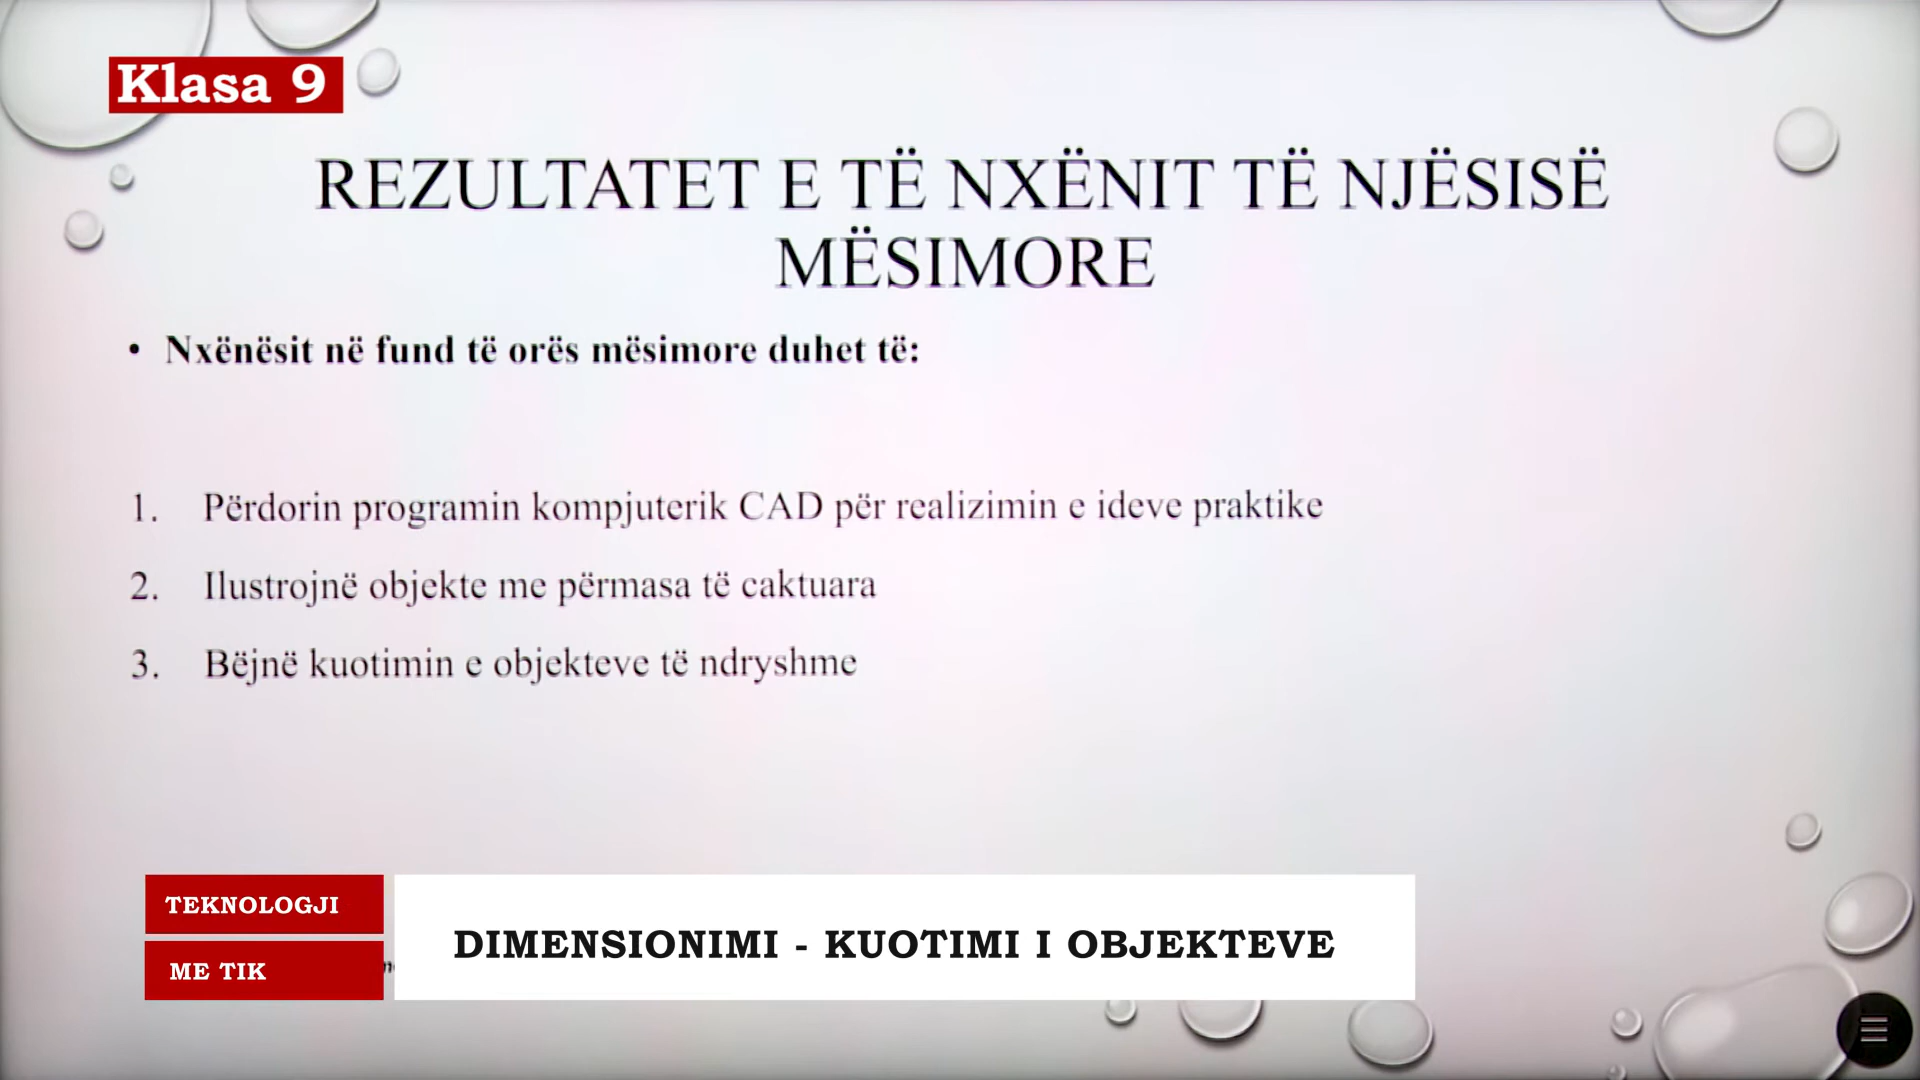 Klasa 9
REZULTATET E TË NXËNIT TË NJËSISË
MËSIMORE
• Nxënësit në fund të orës mësimore duhet të:
1. Përdorin programin kompjuterik CAD për realizimin e ideve praktike
2. Ilustrojnë objekte me përmasa të caktuara
3. Bëjnë kuotimin e objekteve të ndryshme
TEKNOLOGJI
ME TIK
DIMENSIONIMI - KUOTIMI I OBJEKTEVE